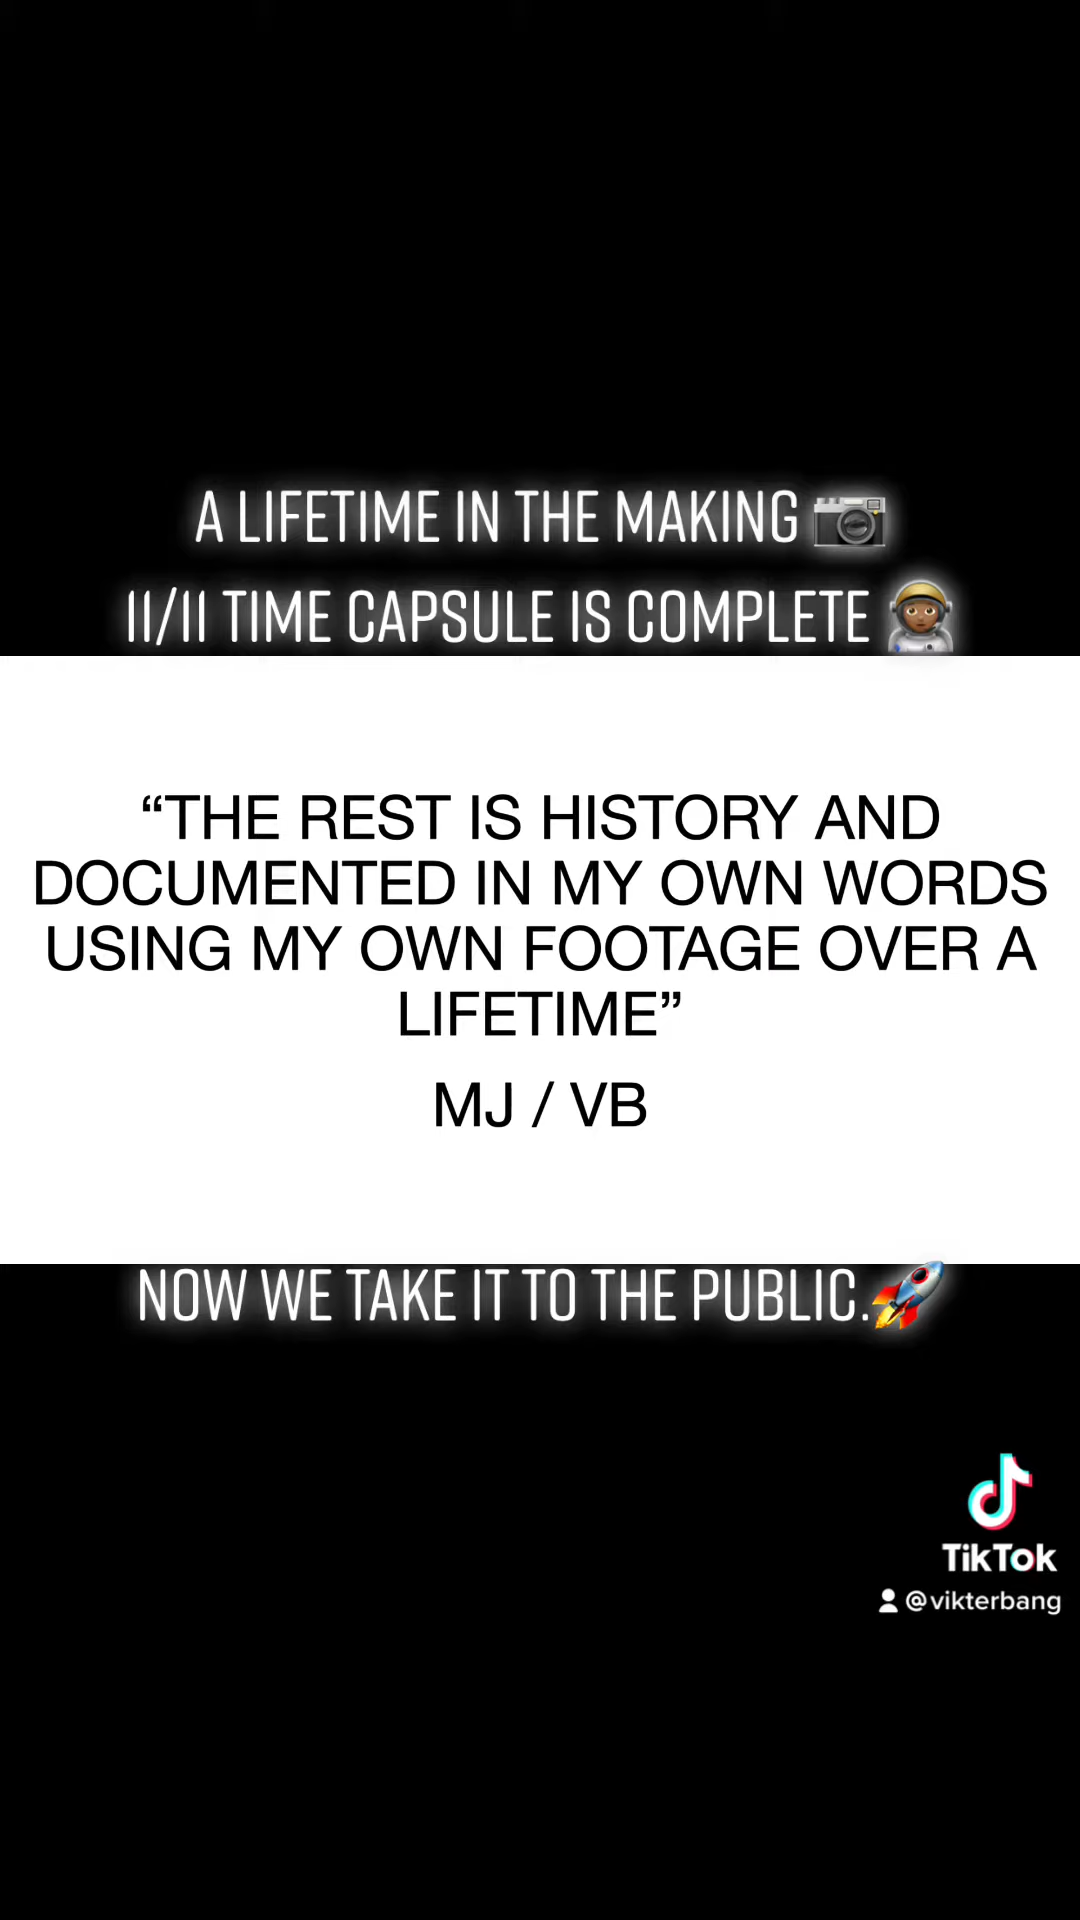 A LIFETIME IN THE MAKING 📷
11/11 TIME CAPSULE IS COMPLETE 🧑🏽‍🚀
“THE REST IS HISTORY AND
DOCUMENTED IN MY OWN WORDS
USING MY OWN FOOTAGE OVER A
LIFETIME”
MJ / VB
NOW WE TAKE IT TO THE PUBLIC.🚀
TikTok
@vikterbang